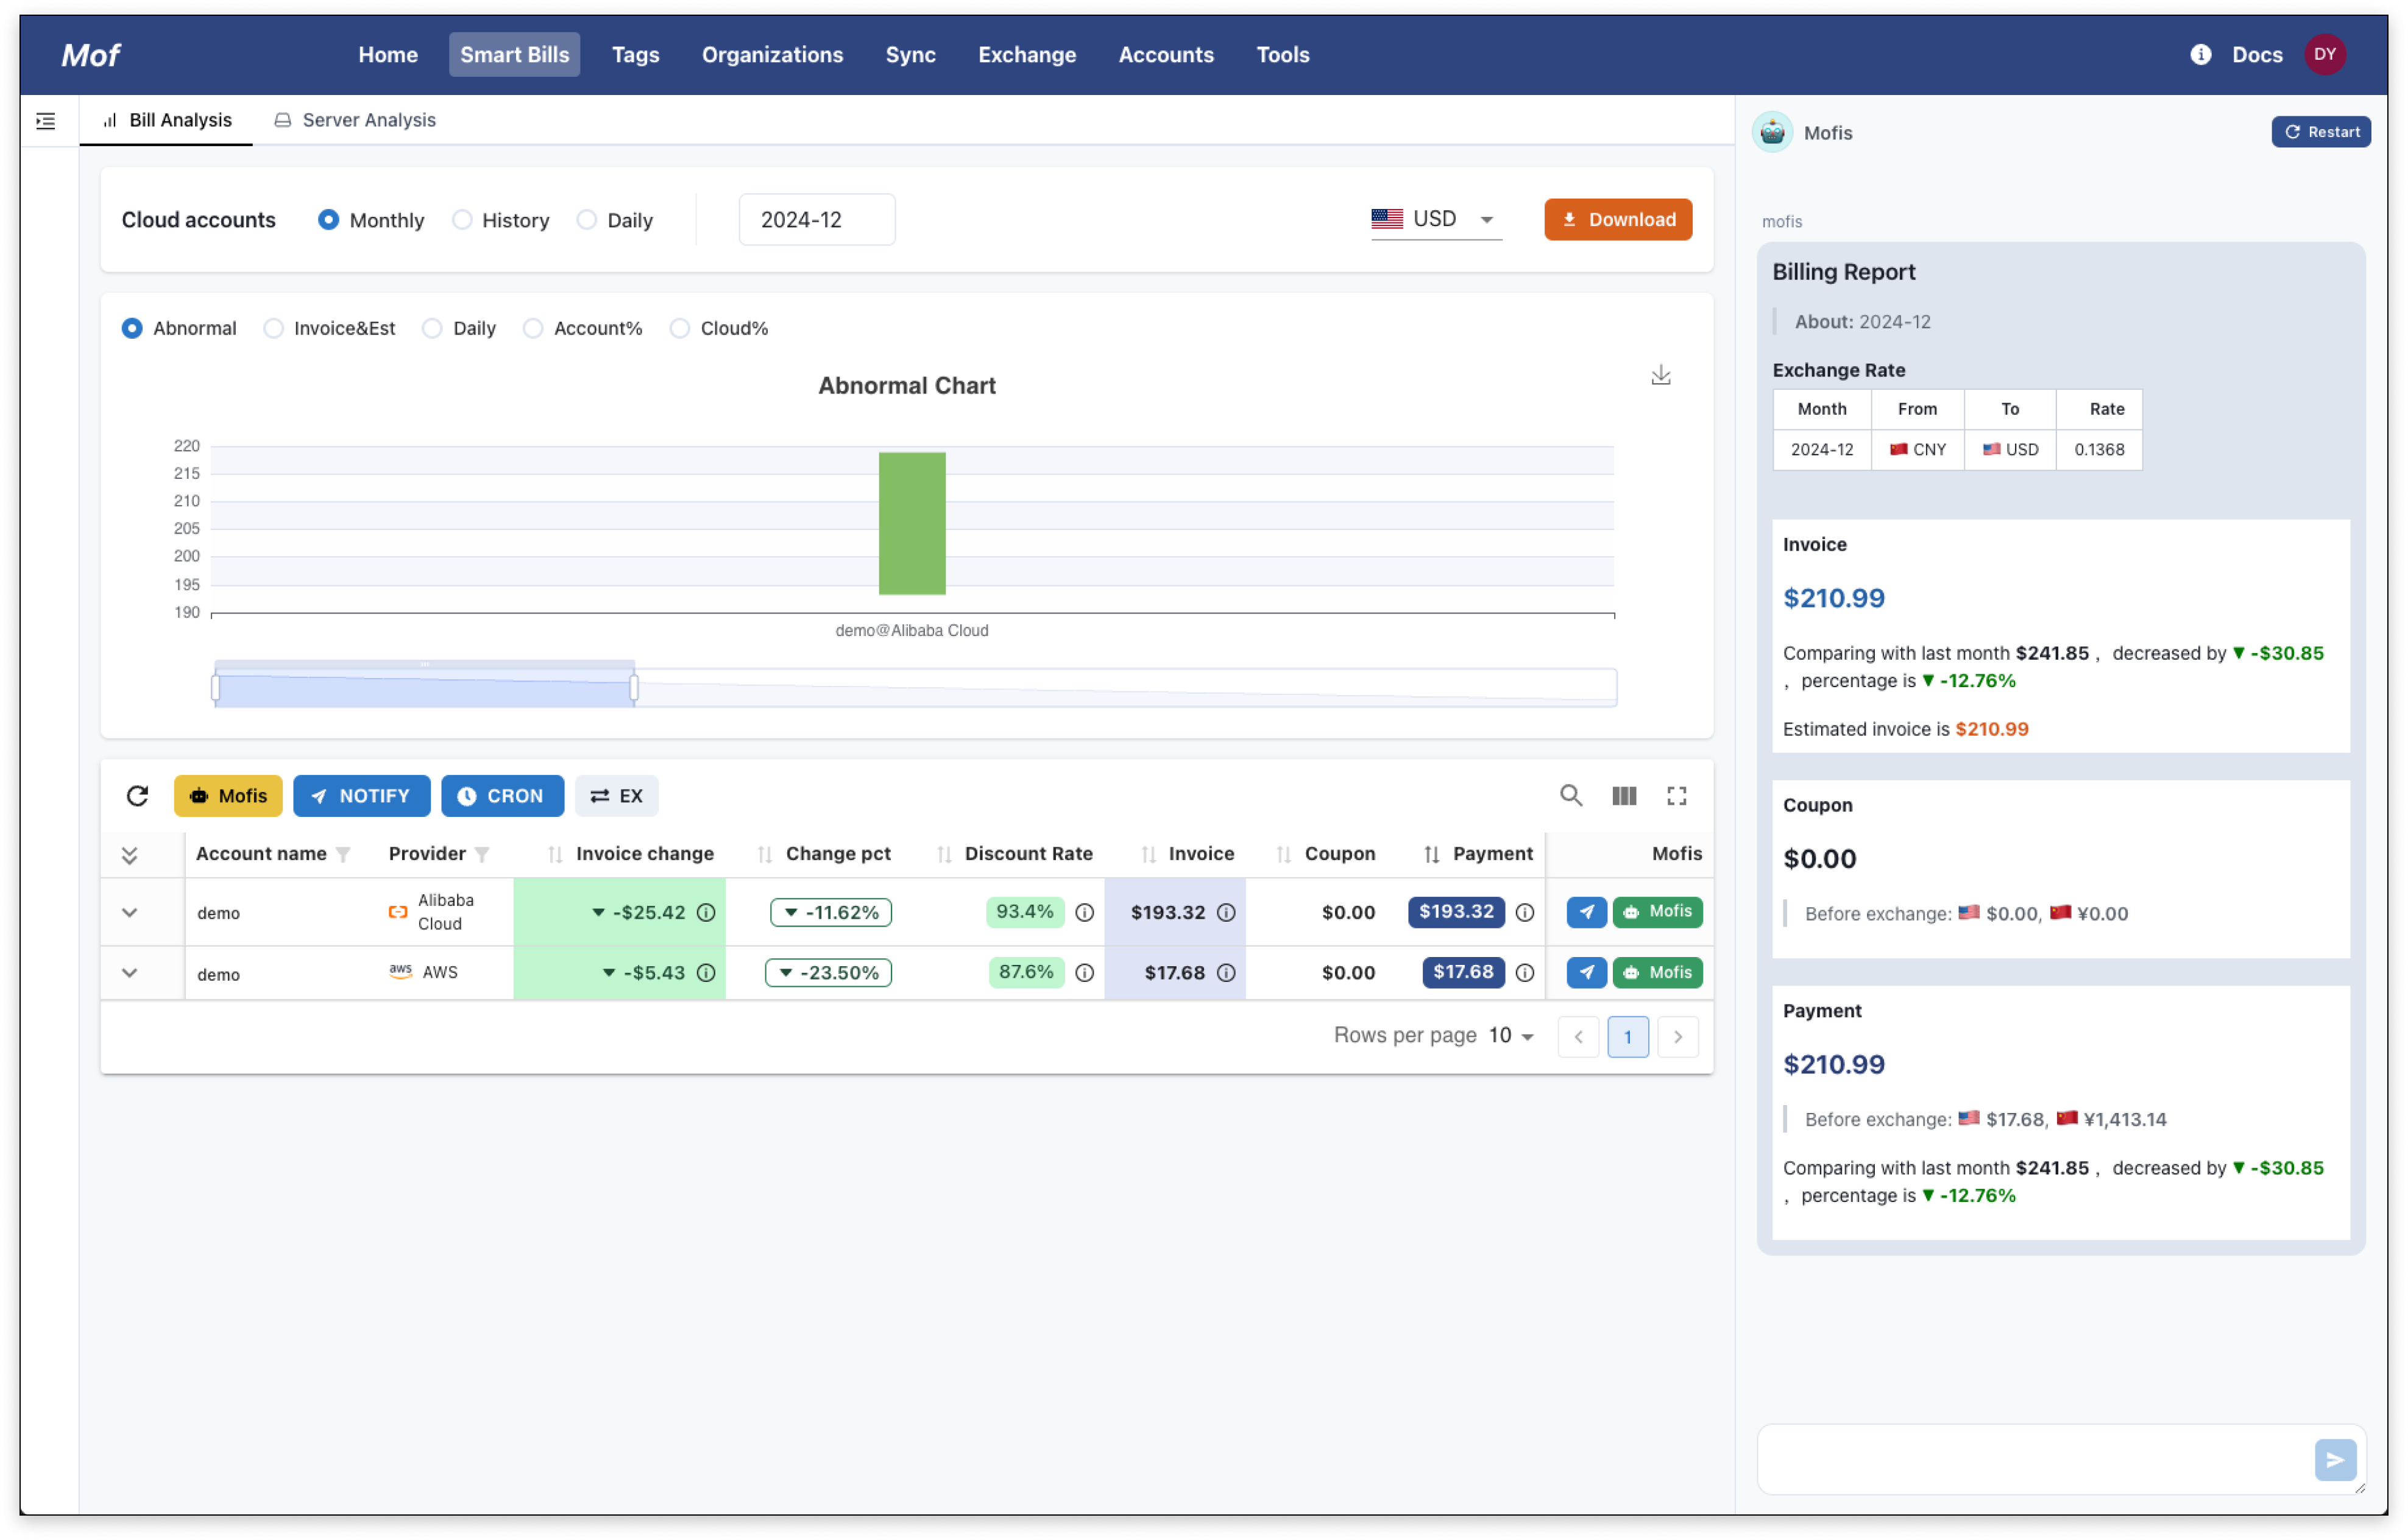 Mof
Home Smart Bills Tags Organizations Sync Exchange Accounts Tools
Docs DY
Bill Analysis Server Analysis
Cloud accounts Monthly History Daily 2024-12 USD Download
Abnormal Invoice&Est Daily Account% Cloud%
Abnormal Chart
220
215
210
205
200
195
190
demo@Alibaba Cloud
Mofis NOTIFY CRON EX
Account name Provider Invoice change Change pct Discount Rate Invoice Coupon Payment Mofis
demo Alibaba Cloud ▼ -$25.42 ▼ -11.62% 93.4% $193.32 $0.00 $193.32 Mofis
demo aws AWS ▼ -$5.43 ▼ -23.50% 87.6% $17.68 $0.00 $17.68 Mofis
Rows per page 10 1
Mofis Restart
mofis
Billing Report
About: 2024-12
Exchange Rate
Month From To Rate
2024-12 🇨🇳 CNY 🇺🇸 USD 0.1368
Invoice
$210.99
Comparing with last month $241.85 ，decreased by ▼ -$30.85
，percentage is ▼ -12.76%
Estimated invoice is $210.99
Coupon
$0.00
Before exchange: 🇺🇸 $0.00, 🇨🇳 ¥0.00
Payment
$210.99
Before exchange: 🇺🇸 $17.68, 🇨🇳 ¥1,413.14
Comparing with last month $241.85 ，decreased by ▼ -$30.85
，percentage is ▼ -12.76%